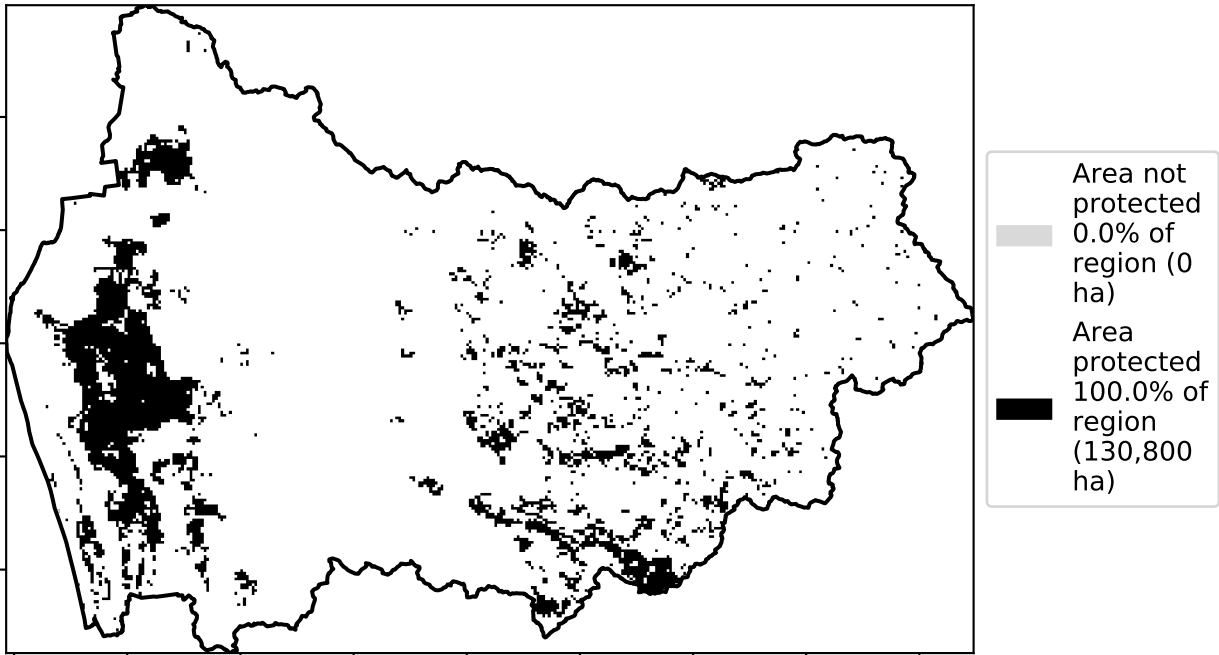 Area not
protected
0.0% of
region (0
ha)
Area
protected
100.0% of
region
(130,800
ha)